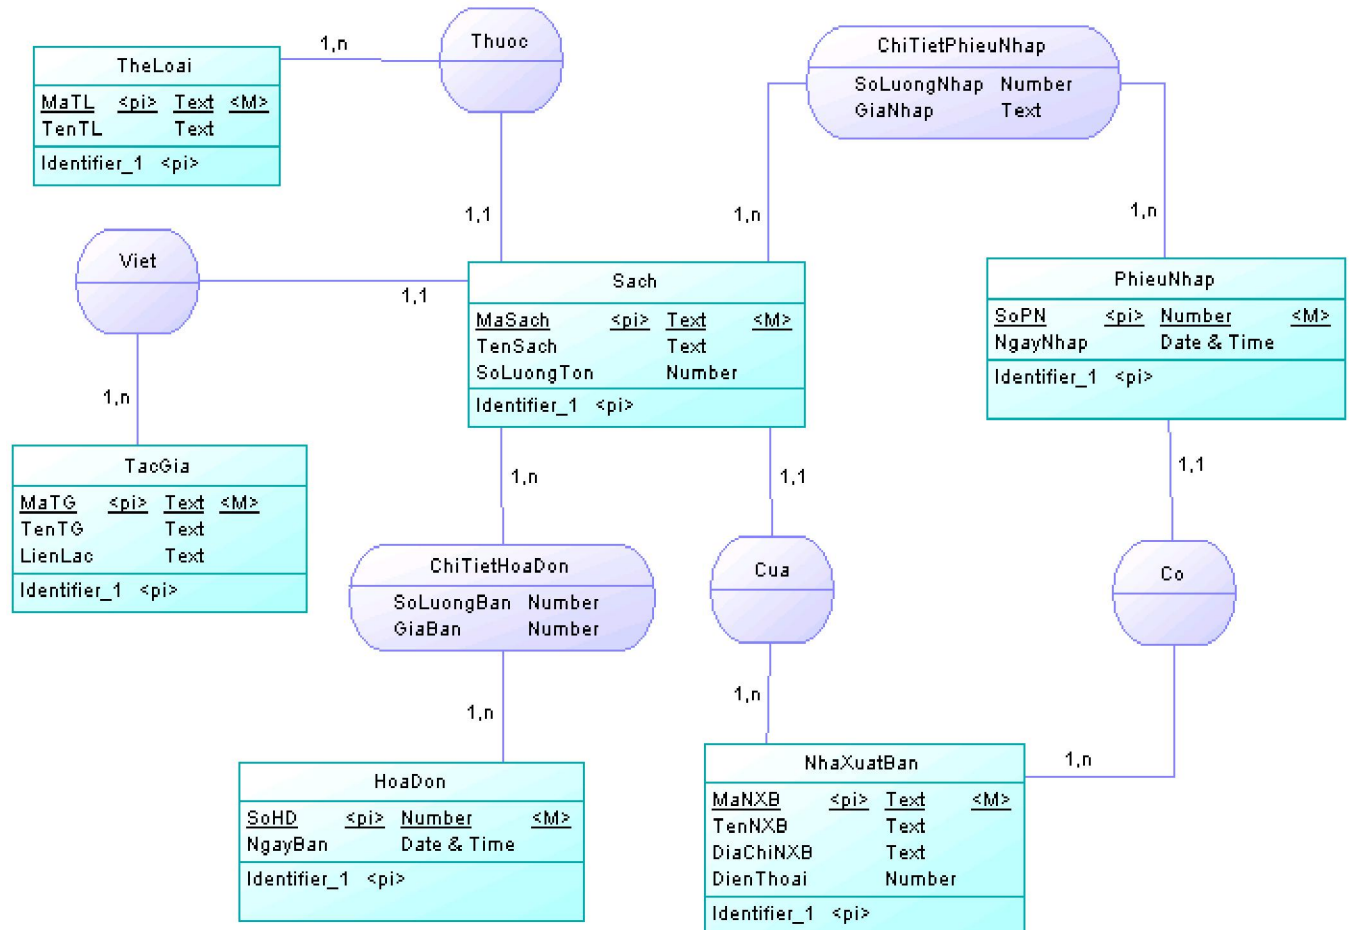 Thuoc
1,n
TheLoai
MaTL <pi> Text <M>
TenTL Text
Identifier_1 <pi>
ChiTietPhieuNhap
SoLuongNhap Number
GiaNhap Text
1,1
1,n
1,n
Viet
1,1
Sach
MaSach <pi> Text <M>
TenSach Text
SoLuongTon Number
Identifier_1 <pi>
PhieuNhap
SoPN <pi> Number <M>
NgayNhap Date & Time
Identifier_1 <pi>
1,n
TacGia
MaTG <pi> Text <M>
TenTG Text
LienLac Text
Identifier_1 <pi>
1,n
1,1
1,1
ChiTietHoaDon
SoLuongBan Number
GiaBan Number
Cua
Co
1,n
1,n
1,n
HoaDon
SoHD <pi> Number <M>
NgayBan Date & Time
Identifier_1 <pi>
NhaXuatBan
MaNXB <pi> Text <M>
TenNXB Text
DiaChiNXB Text
DienThoai Number
Identifier_1 <pi>